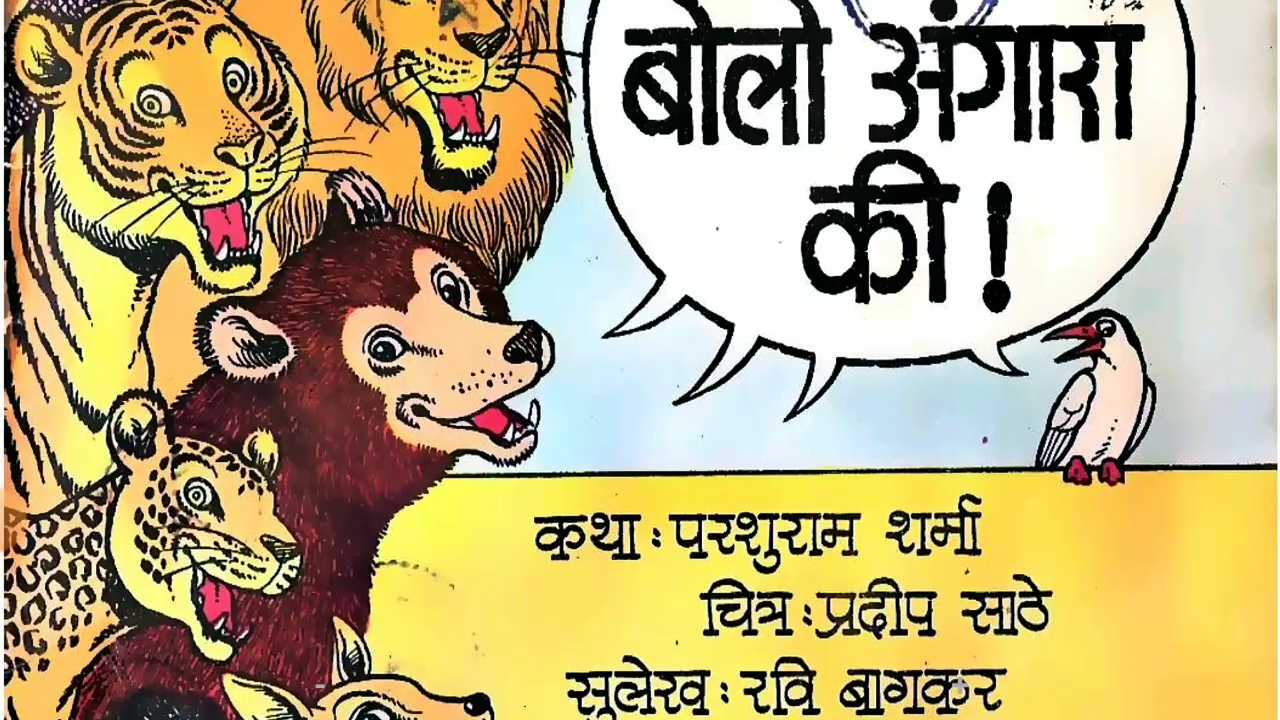 बोलो अंगारा
की!
कथा: परशुराम शर्मा
चित्र: प्रदीप साठे
सुलेख: रवि बागकर